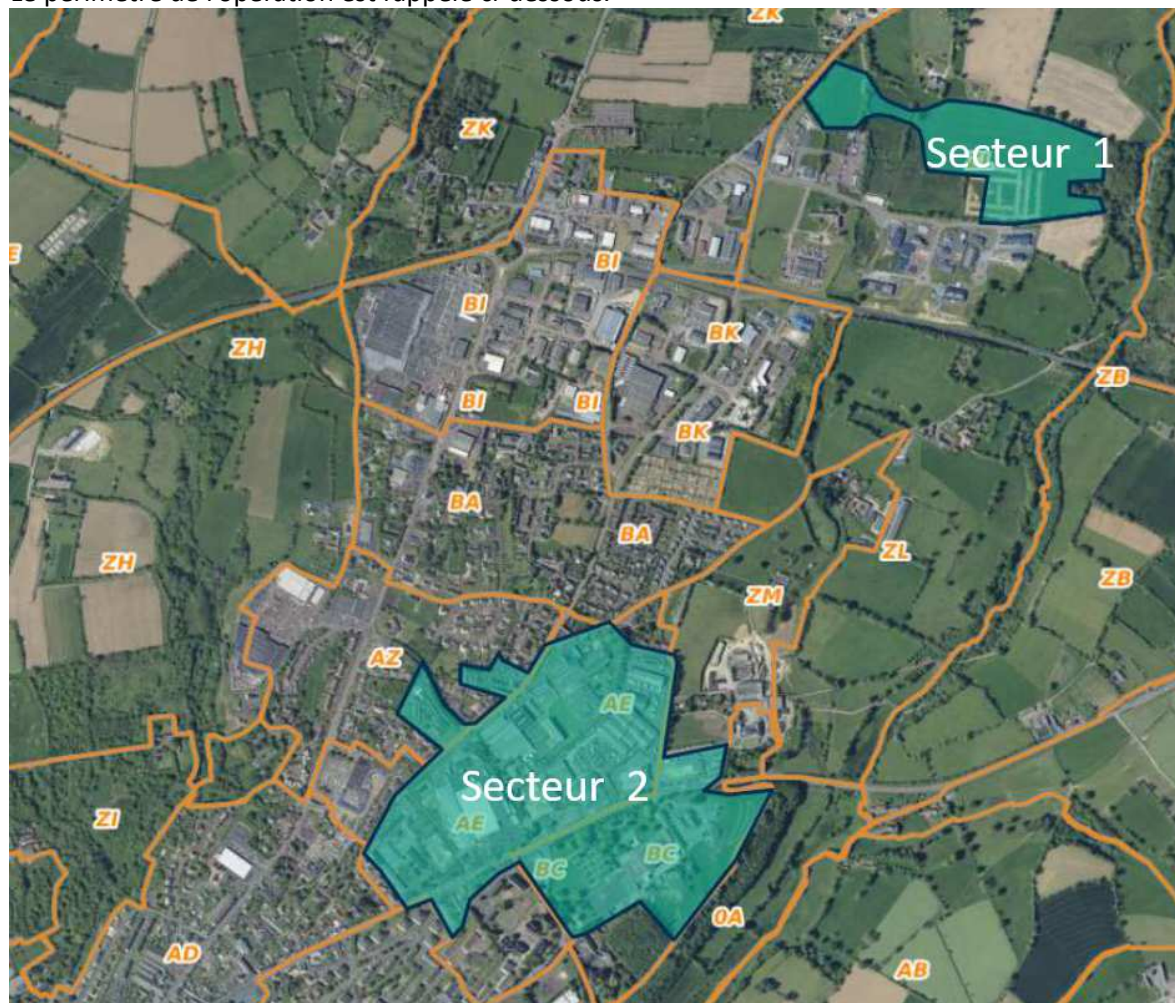 Le périmètre de l'opération est rappelé ci-dessous.
ZK
ZK
Secteur 1
E
BI
BI
ZH
BK
ZB
BI
BI
BK
BA
BA
ZH
ZL
ZB
ZM
AZ
AE
Secteur 2
ZI
AE
BC
BC
0A
AD
AB